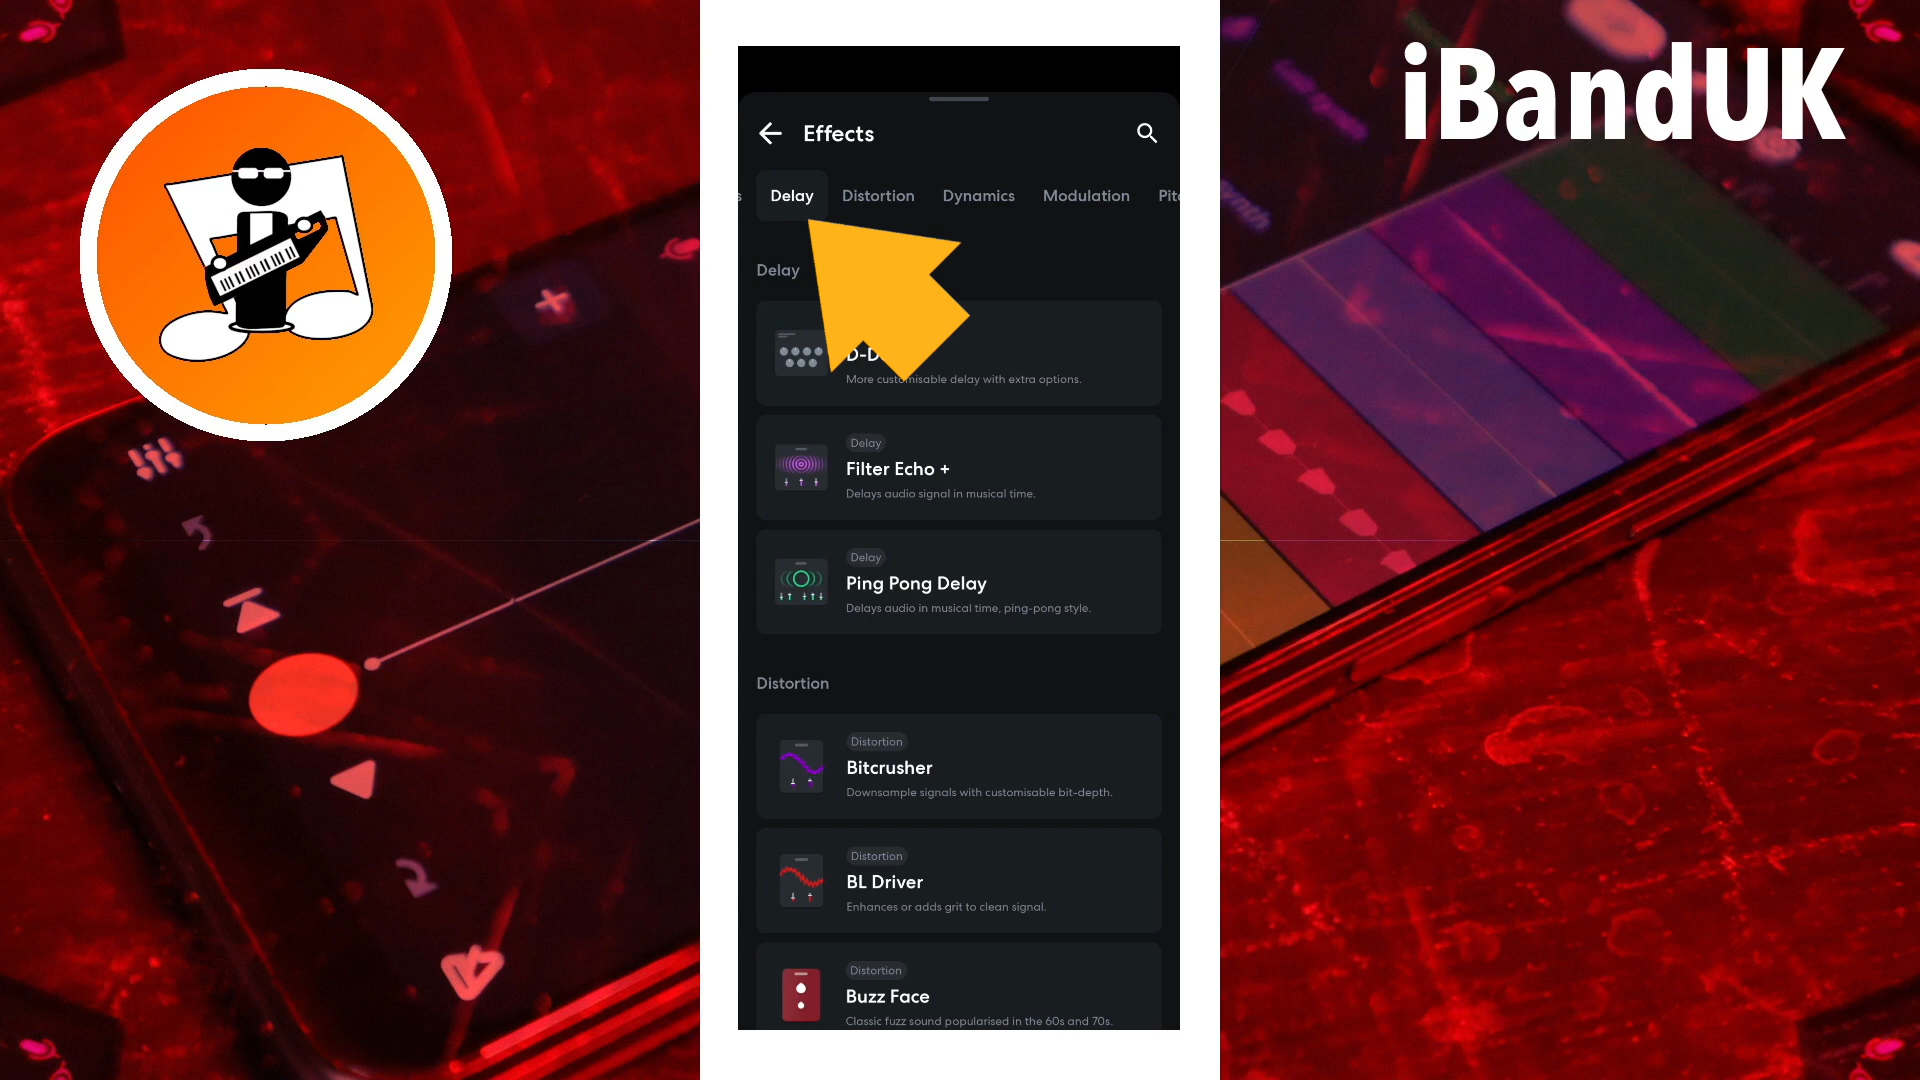 iBandUK
Effects
s Delay Distortion Dynamics Modulation Pit
Delay
D-D
More customisable delay with extra options.
Delay
Filter Echo +
Delays audio signal in musical time.
Delay
Ping Pong Delay
Delays audio in musical time, ping-pong style.
Distortion
Distortion
Bitcrusher
Downsample signals with customisable bit-depth.
Distortion
BL Driver
Enhances or adds grit to clean signal.
Distortion
Buzz Face
Classic fuzz sound popularised in the 60s and 70s.